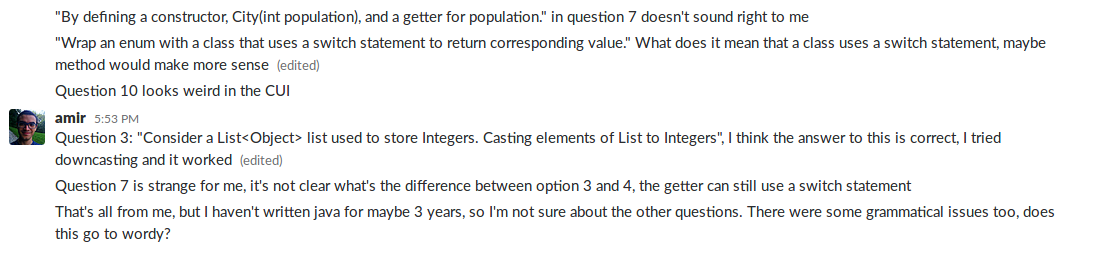 "By defining a constructor, City(int population), and a getter for population." in question 7 doesn't sound right to me
"Wrap an enum with a class that uses a switch statement to return corresponding value." What does it mean that a class uses a switch statement, maybe
method would make more sense (edited)
Question 10 looks weird in the CUI
amir 5:53 PM
Question 3: "Consider a List<Object> list used to store Integers. Casting elements of List to Integers", I think the answer to this is correct, I tried
downcasting and it worked (edited)
Question 7 is strange for me, it's not clear what's the difference between option 3 and 4, the getter can still use a switch statement
That's all from me, but I haven't written java for maybe 3 years, so I'm not sure about the other questions. There were some grammatical issues too, does
this go to wordy?